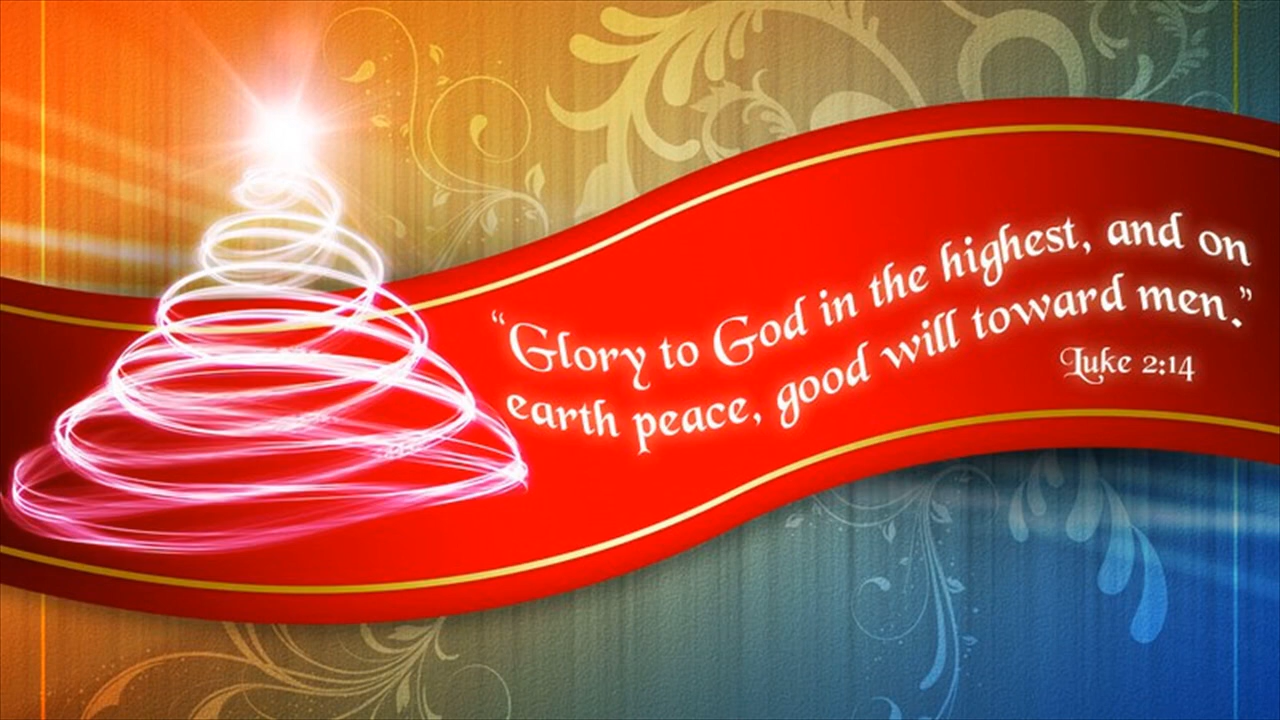 “Glory to God in the highest, and on
earth peace, good will toward men.”
Luke 2:14